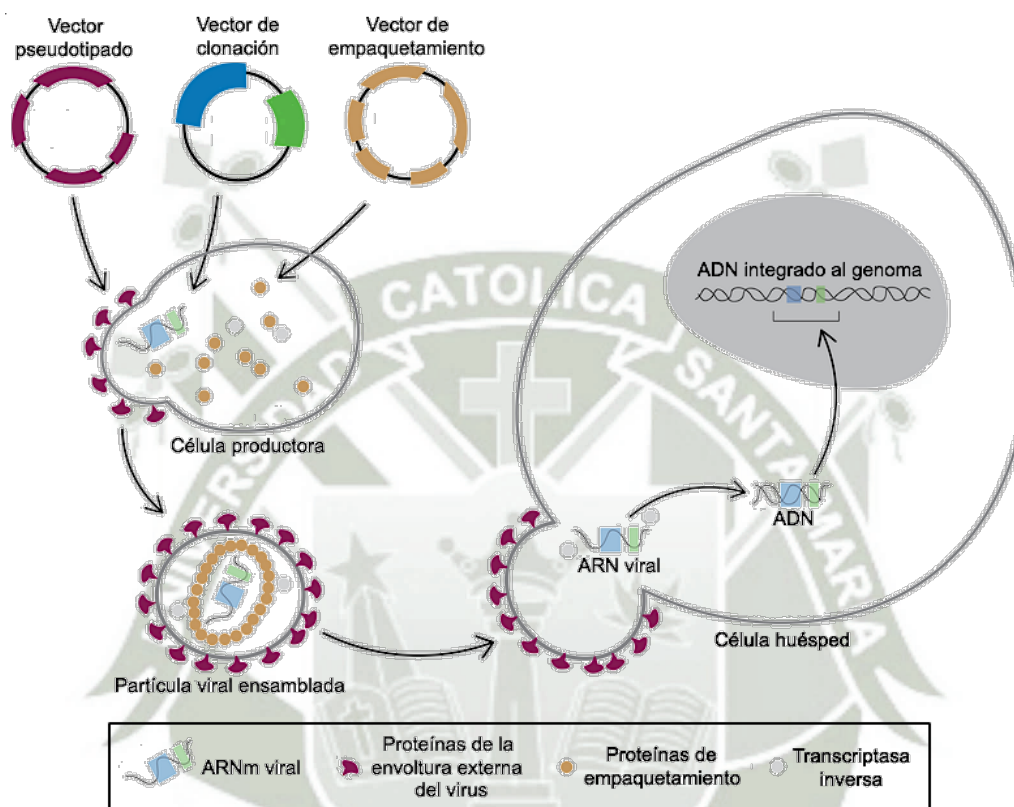 Vector
pseudotipado
Vector de
clonación
Vector de
empaquetamiento
ADN integrado al genoma
UNIVERSIDAD CATOLICA SANTA MARIA
Célula productora
ADN
ARN viral
Célula huésped
Partícula viral ensamblada
ARNm viral
Proteínas de la
envoltura externa
del virus
Proteínas de
empaquetamiento
Transcriptasa
inversa